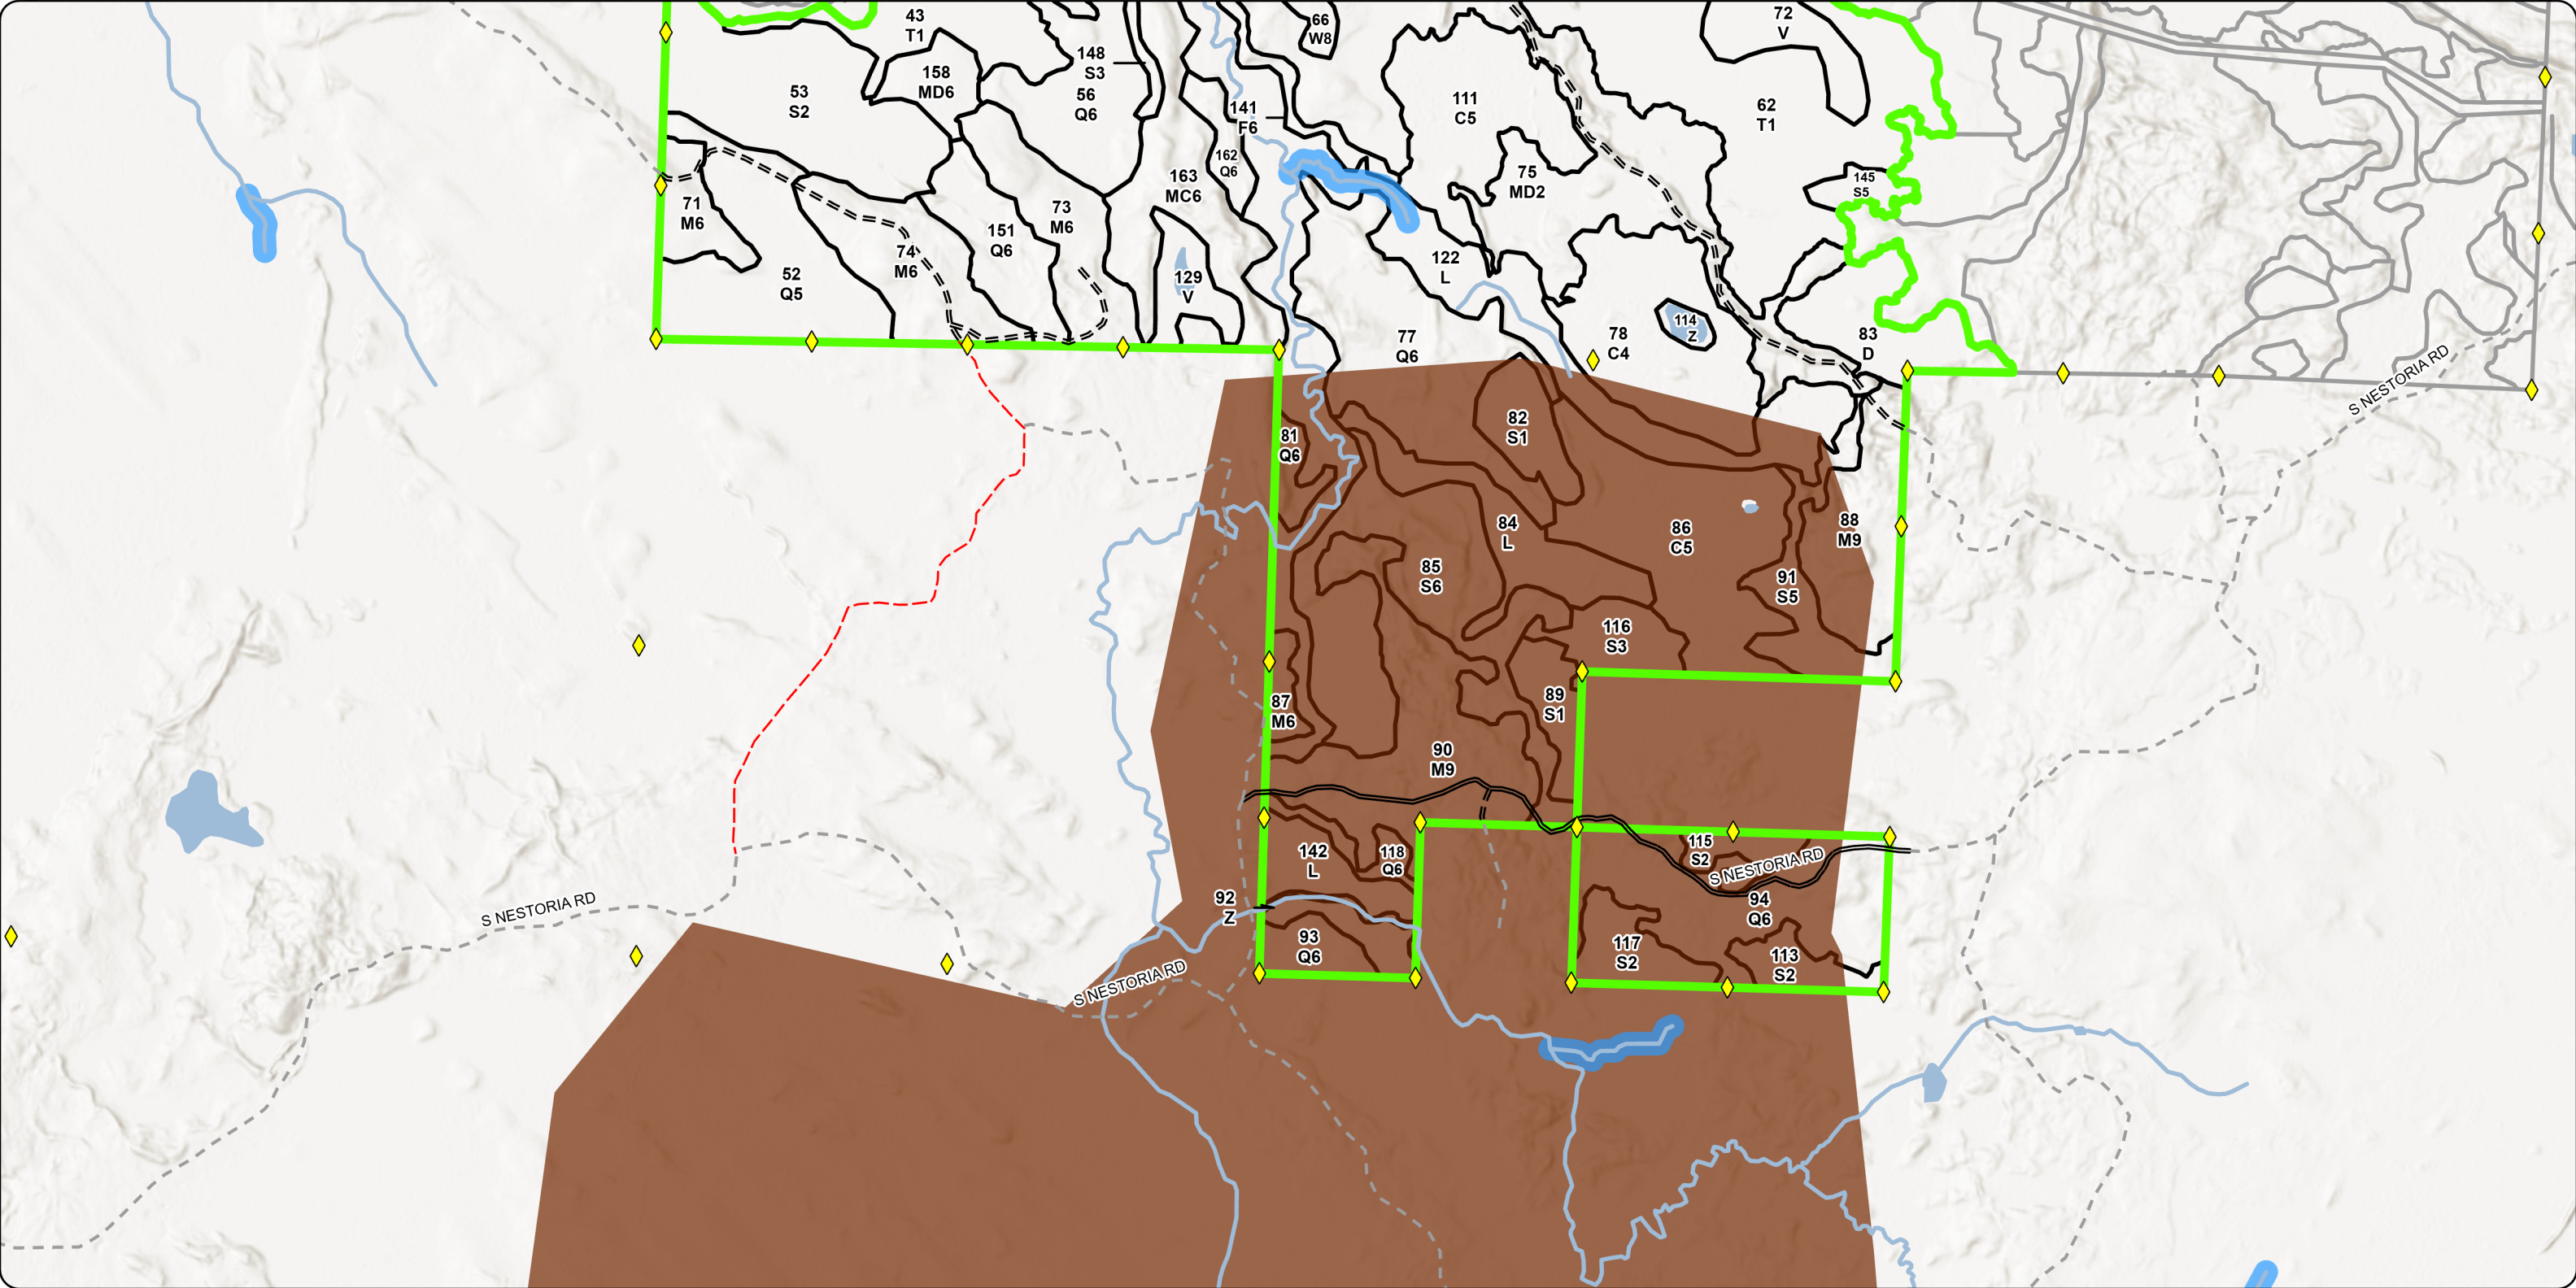 43
T1
66
W8
72
V
148
S3
158
MD6
53
S2
56
Q6
141
F6
111
C5
62
T1
162
Q6
75
MD2
163
MC6
145
S5
71
M6
73
M6
151
Q6
74
M6
52
Q5
129
V
122
L
114
Z
77
Q6
78
C4
83
D
S NESTORIA RD
82
S1
81
Q6
84
L
86
C5
88
M9
85
S6
91
S5
116
S3
87
M6
89
S1
90
M9
142
L
118
Q6
115
S2
S NESTORIA RD
92
Z
94
Q6
S NESTORIA RD
93
Q6
117
S2
113
S2
S NESTORIA RD